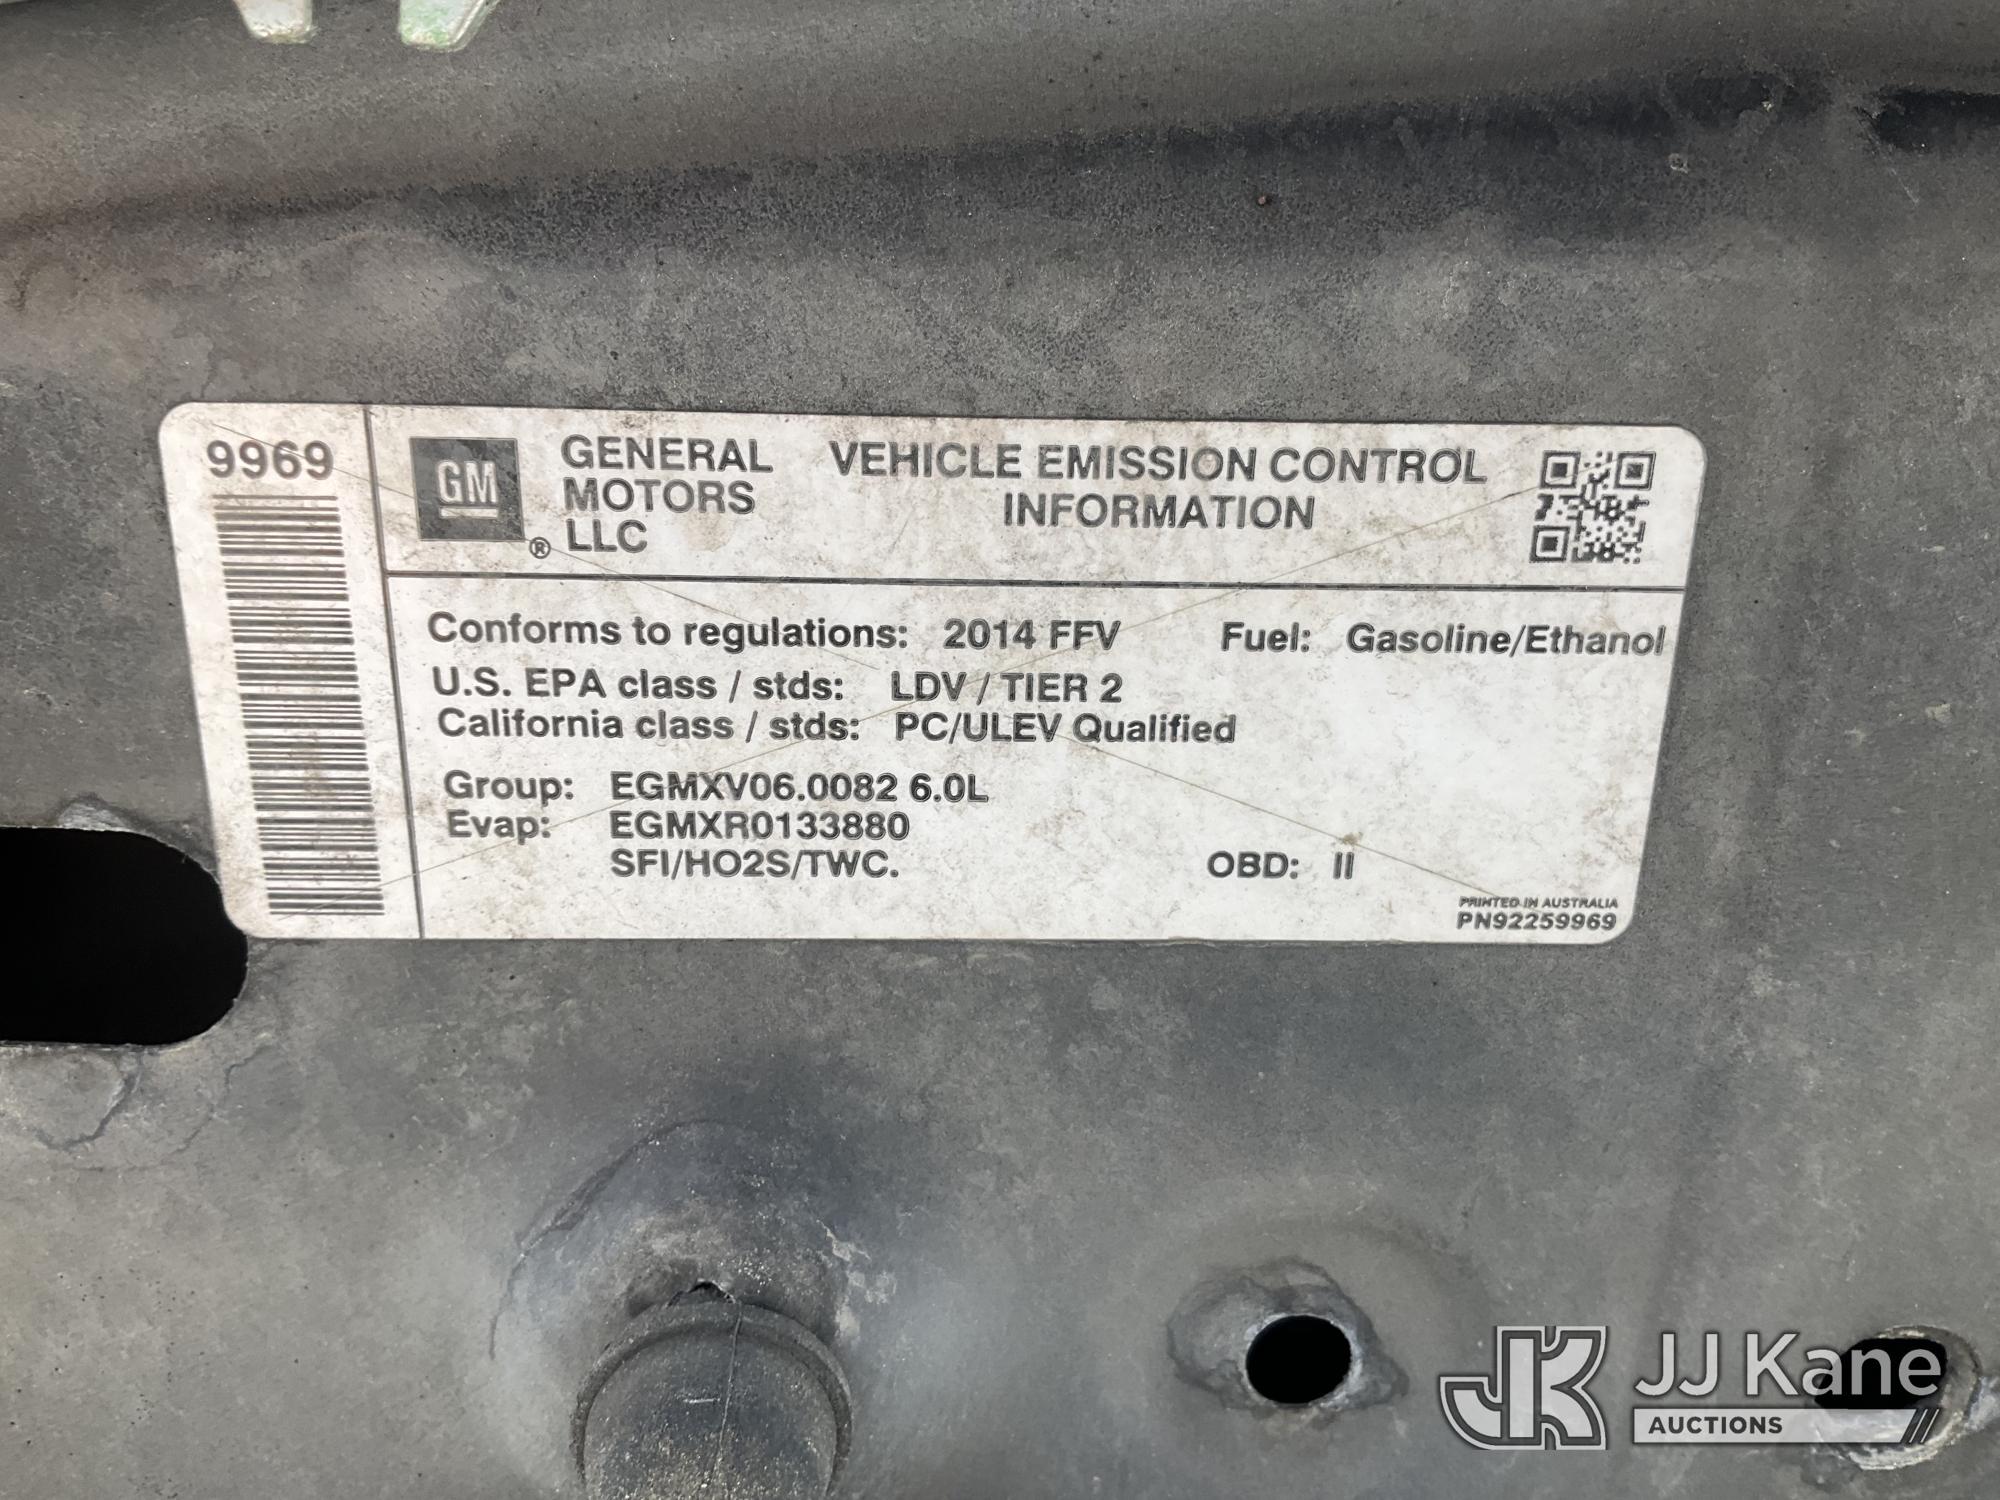 9969
GM
®
GENERAL
MOTORS
LLC
VEHICLE EMISSION CONTROL
INFORMATION
Conforms to regulations: 2014 FFV Fuel: Gasoline/Ethanol
U.S. EPA class / stds: LDV / TIER 2
California class / stds: PC/ULEV Qualified
Group: EGMXV06.0082 6.0L
Evap: EGMXR0133880
SFI/HO2S/TWC. OBD: II
PRINTED IN AUSTRALIA
PN92259969
JK JJ Kane
AUCTIONS